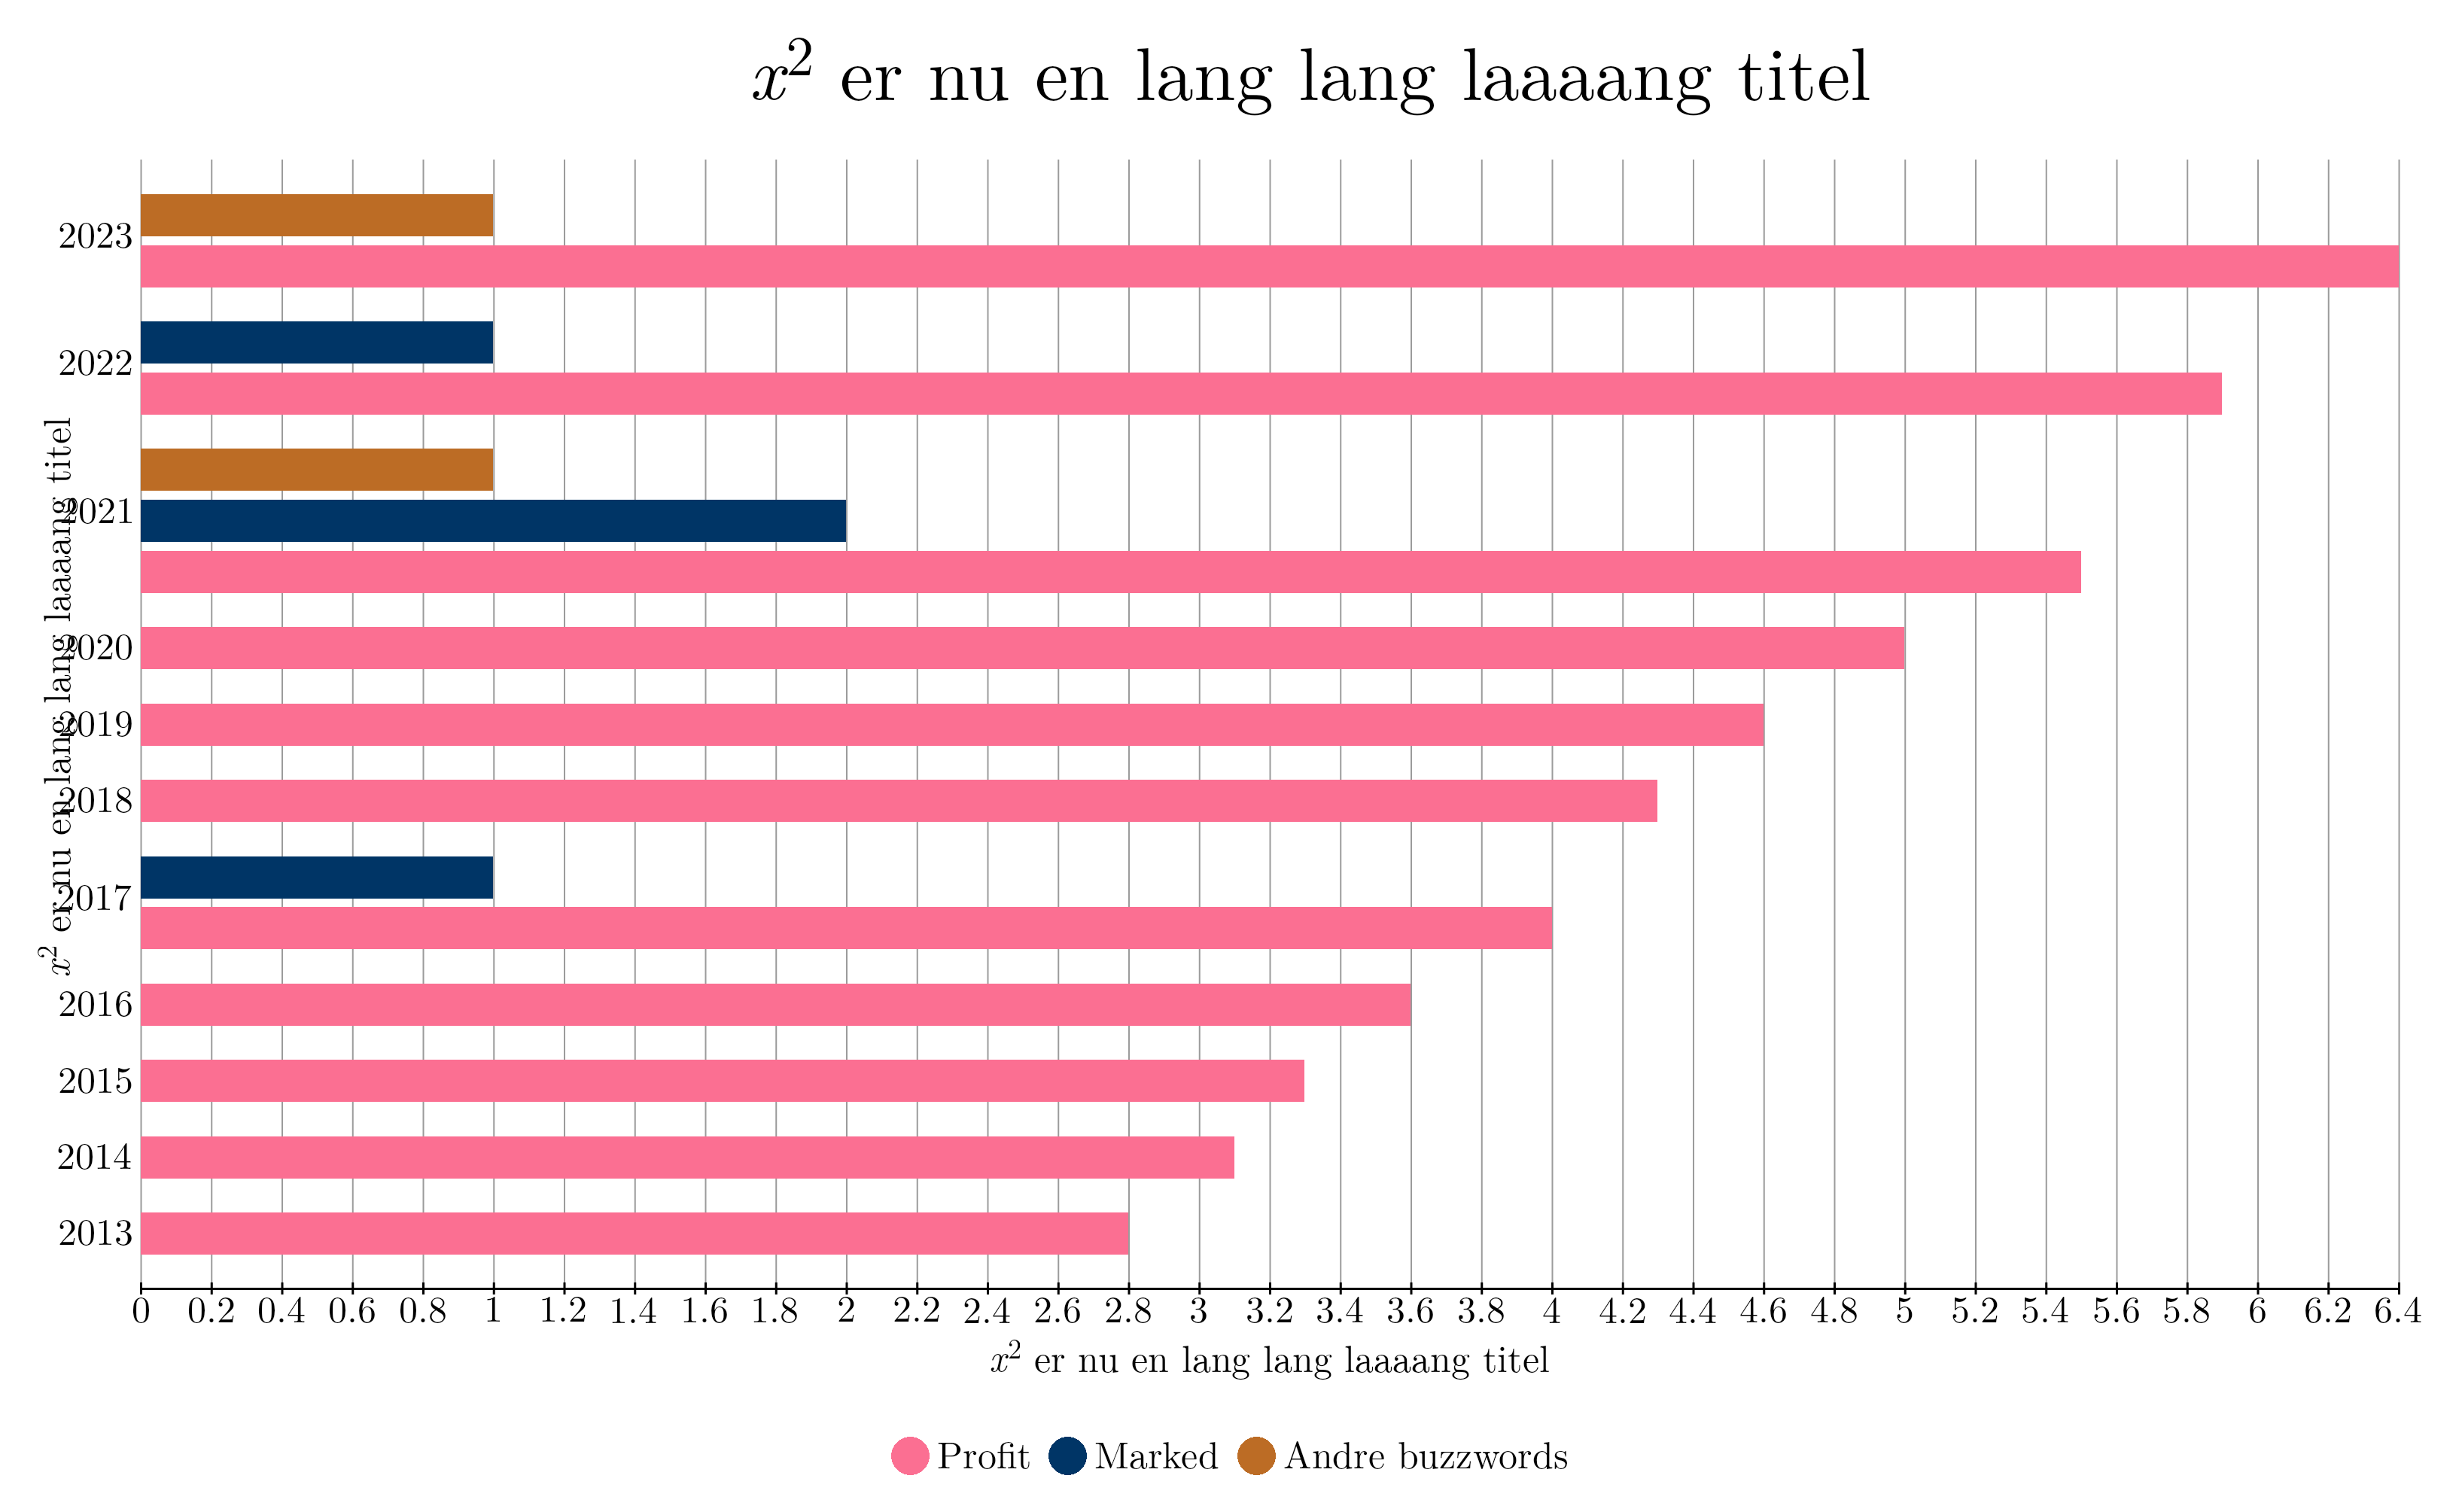 x² er nu en lang lang laaaang titel
2023
2022
2021
2020
2019
2018
2017
2016
2015
2014
2013
x² er nu en lang lang laaaang titel
0 0.2 0.4 0.6 0.8 1 1.2 1.4 1.6 1.8 2 2.2 2.4 2.6 2.8 3 3.2 3.4 3.6 3.8 4 4.2 4.4 4.6 4.8 5 5.2 5.4 5.6 5.8 6 6.2 6.4
x² er nu en lang lang laaaang titel
Profit Marked Andre buzzwords